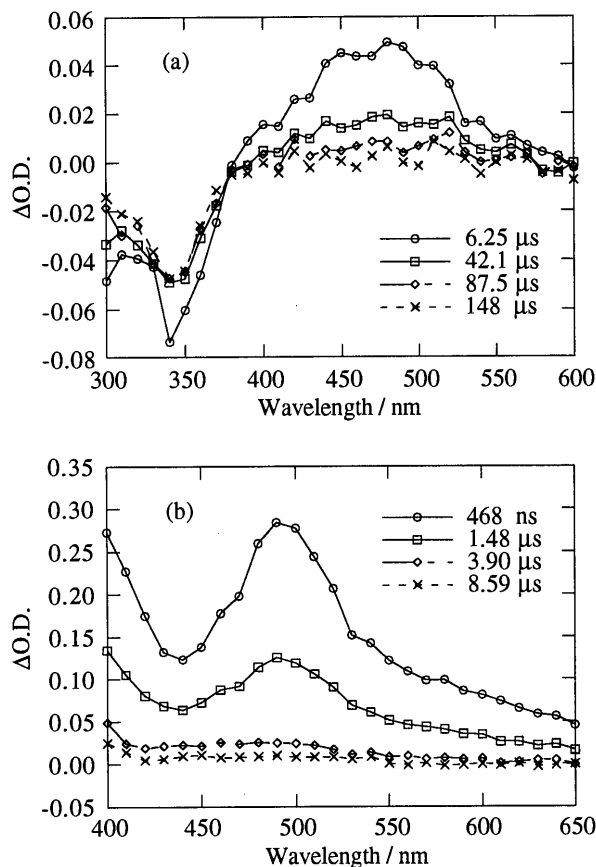 0.06
0.04
0.02
0.00
-0.02
-0.04
-0.06
-0.08
ΔO.D.
(a)
6.25 μs
42.1 μs
87.5 μs
148 μs
300 350 400 450 500 550 600
Wavelength / nm
0.35
0.30
0.25
0.20
0.15
0.10
0.05
0.00
-0.05
ΔO.D.
(b)
468 ns
1.48 μs
3.90 μs
8.59 μs
400 450 500 550 600 650
Wavelength / nm